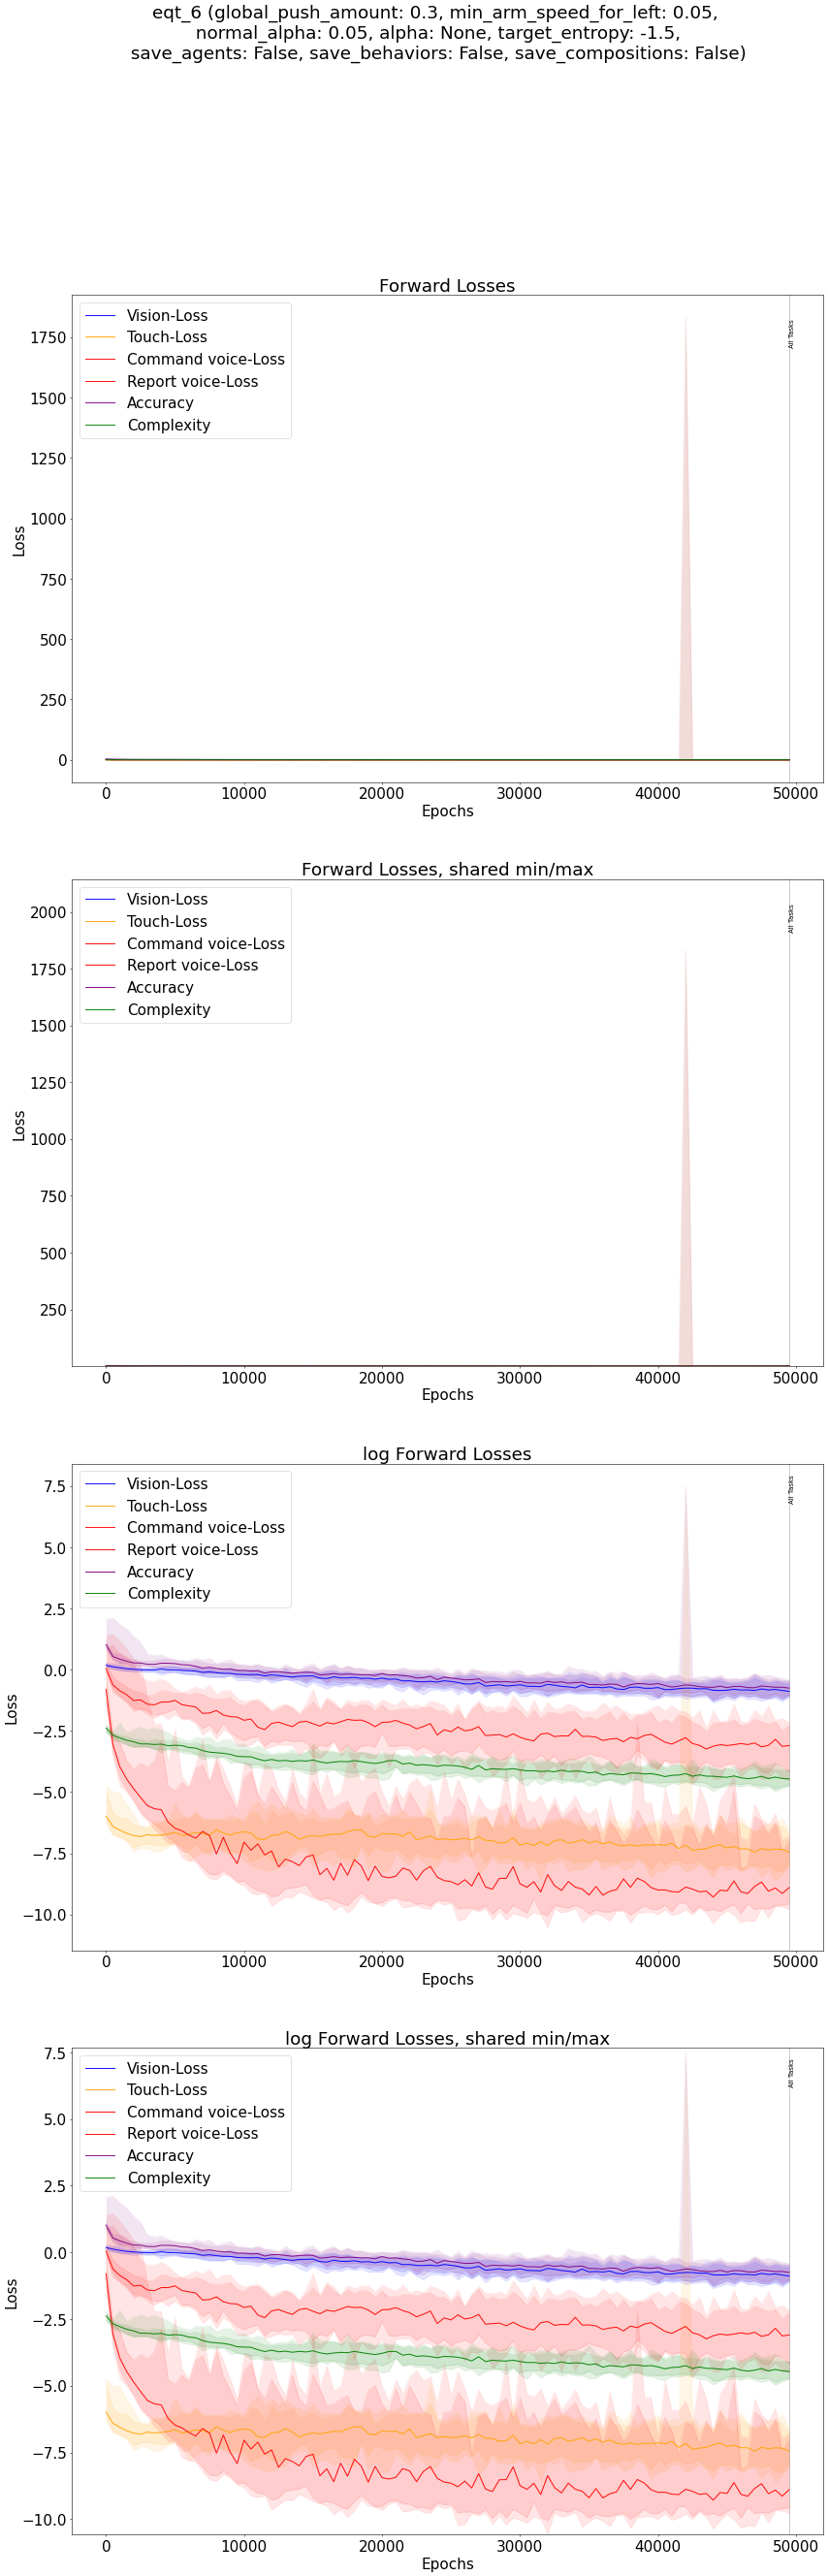 eqt_6 (global_push_amount: 0.3, min_arm_speed_for_left: 0.05,
normal_alpha: 0.05, alpha: None, target_entropy: -1.5,
save_agents: False, save_behaviors: False, save_compositions: False)
Forward Losses
Vision-Loss
Touch-Loss
Command voice-Loss
Report voice-Loss
Accuracy
Complexity
All Tasks
1750
1500
1250
1000
750
500
250
0
Loss
0 10000 20000 30000 40000 50000
Epochs
Forward Losses, shared min/max
Vision-Loss
Touch-Loss
Command voice-Loss
Report voice-Loss
Accuracy
Complexity
All Tasks
2000
1750
1500
1250
1000
750
500
250
Loss
0 10000 20000 30000 40000 50000
Epochs
log Forward Losses
Vision-Loss
Touch-Loss
Command voice-Loss
Report voice-Loss
Accuracy
Complexity
All Tasks
7.5
5.0
2.5
0.0
−2.5
−5.0
−7.5
−10.0
Loss
0 10000 20000 30000 40000 50000
Epochs
log Forward Losses, shared min/max
Vision-Loss
Touch-Loss
Command voice-Loss
Report voice-Loss
Accuracy
Complexity
All Tasks
7.5
5.0
2.5
0.0
−2.5
−5.0
−7.5
−10.0
Loss
0 10000 20000 30000 40000 50000
Epochs